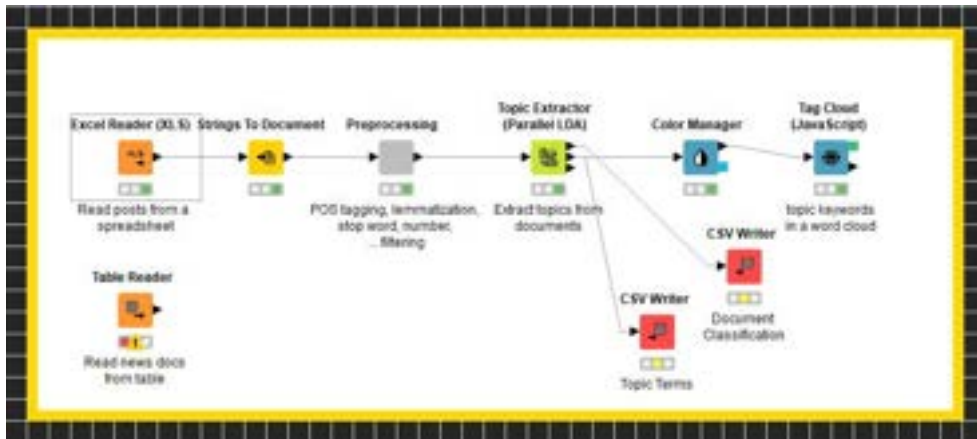 Excel Reader (XLS)
Strings To Document
Preprocessing
Topic Extractor
(Parallel LDA)
Color Manager
Tag Cloud
(JavaScript)
Read posts from a
spreadsheet
POS tagging, lemmatization,
stop word, number,
... filtering
Extract topics from
documents
topic keywords
in a word cloud
CSV Writer
Document
Classification
Table Reader
Read news docs
from table
CSV Writer
Topic Terms